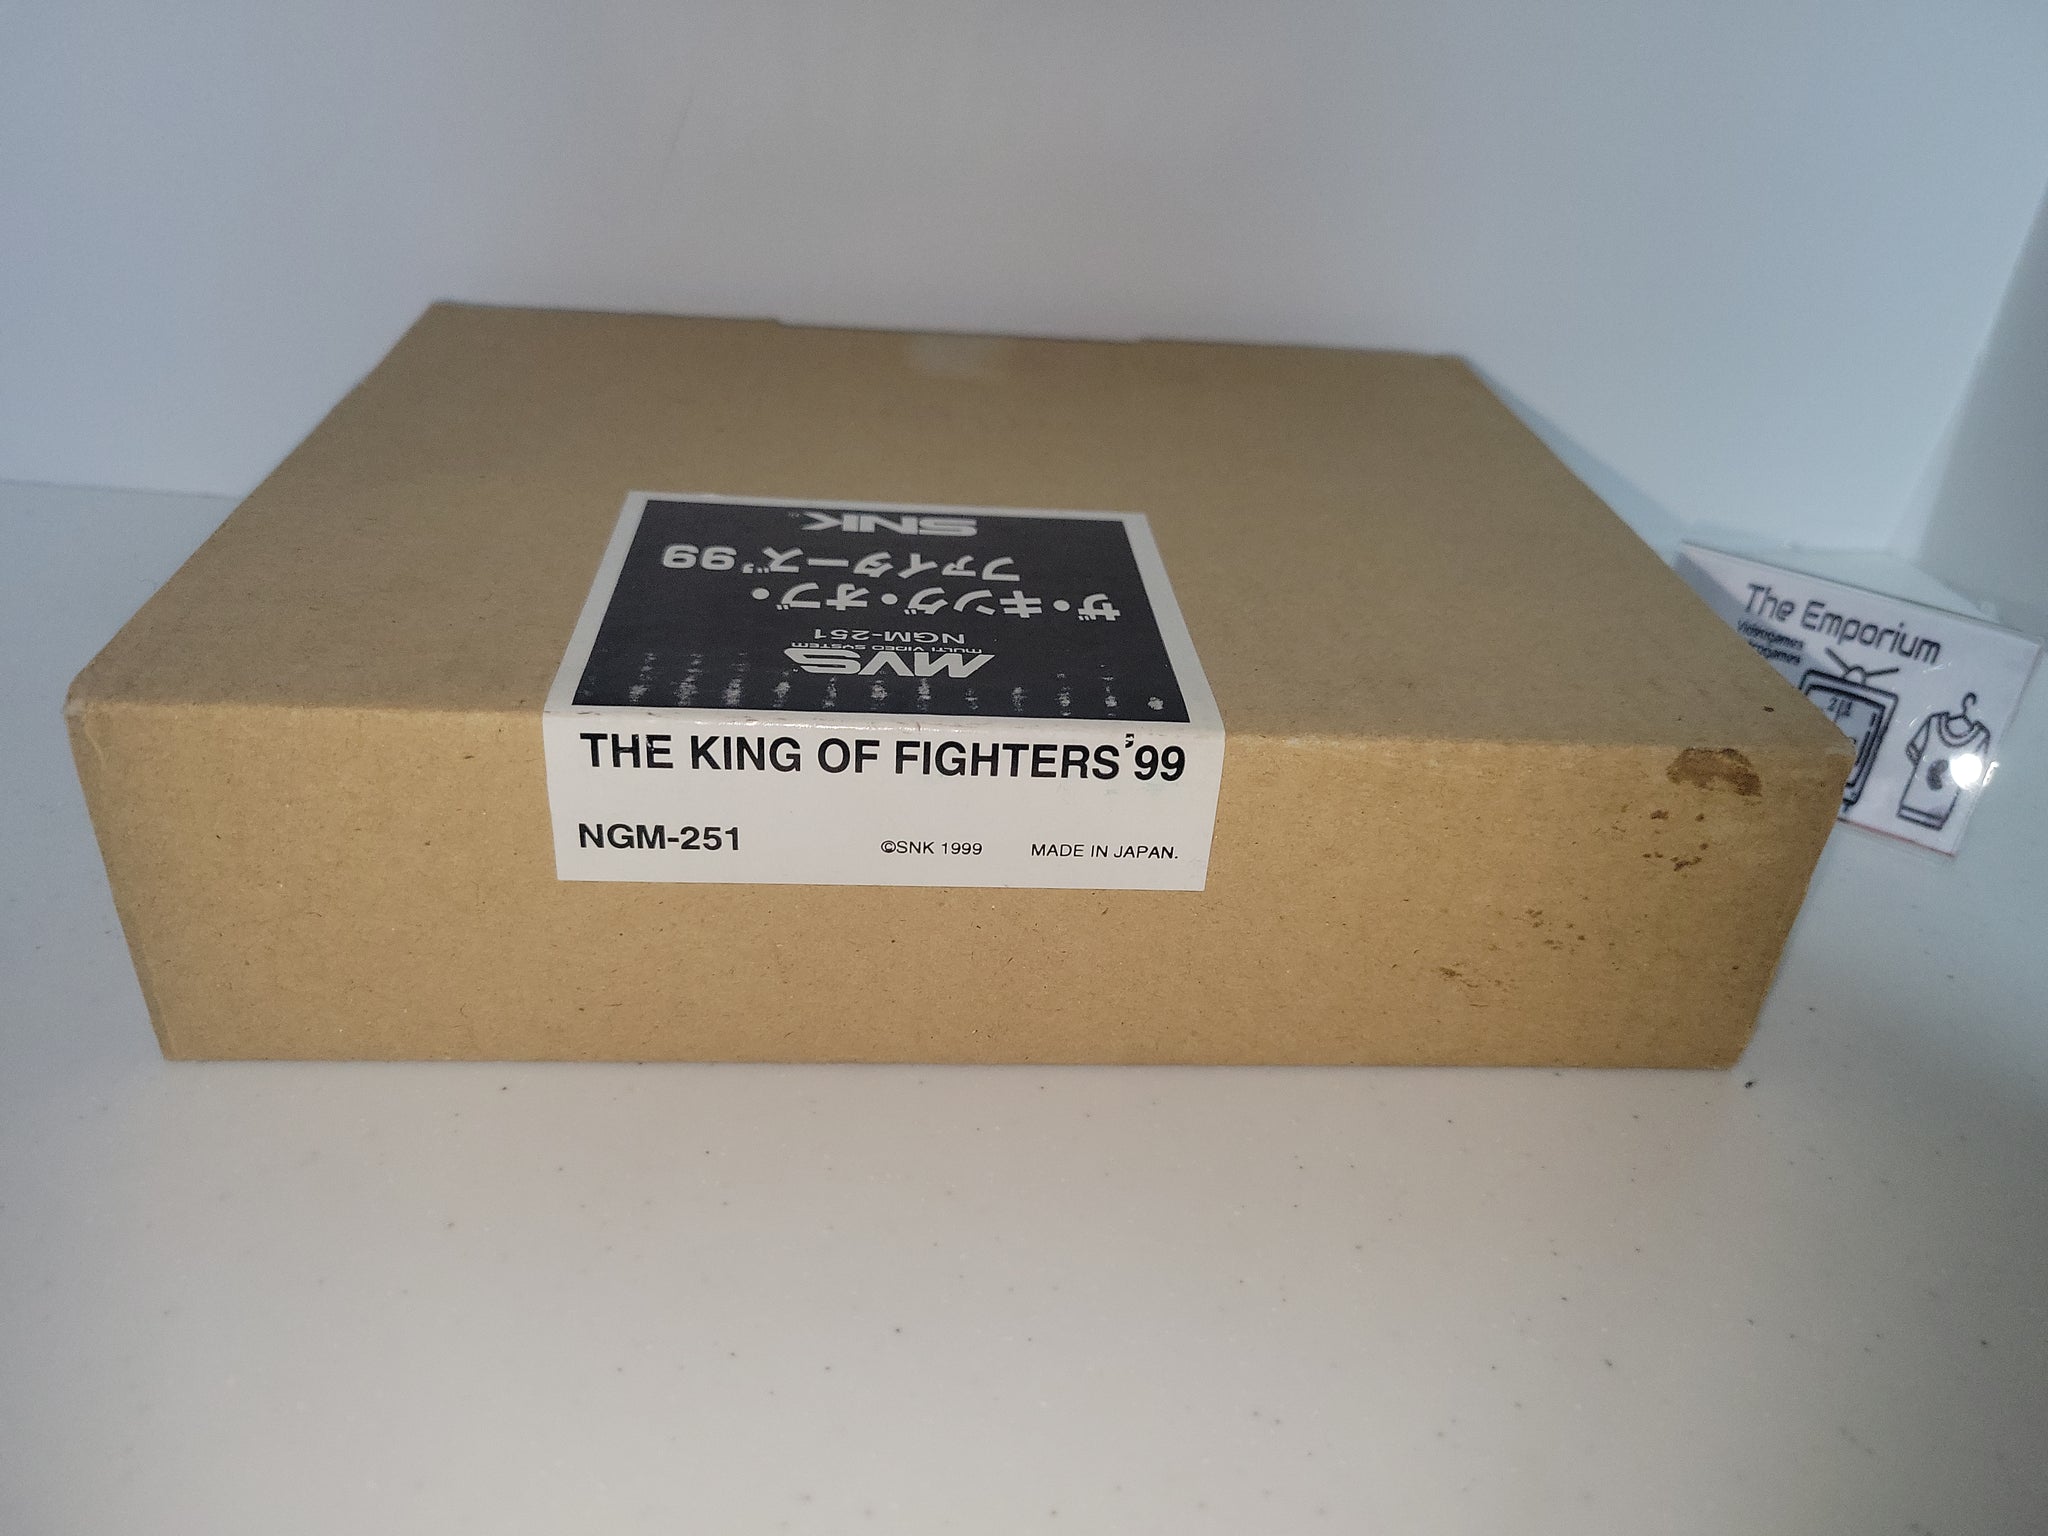 SNK
ザ・キング・オブ・
ファイターズ'99
NGM-251
MVS
MULTI VIDEO SYSTEM
THE KING OF FIGHTERS'99
NGM-251
©SNK 1999 MADE IN JAPAN.
The Emporium
Videogames